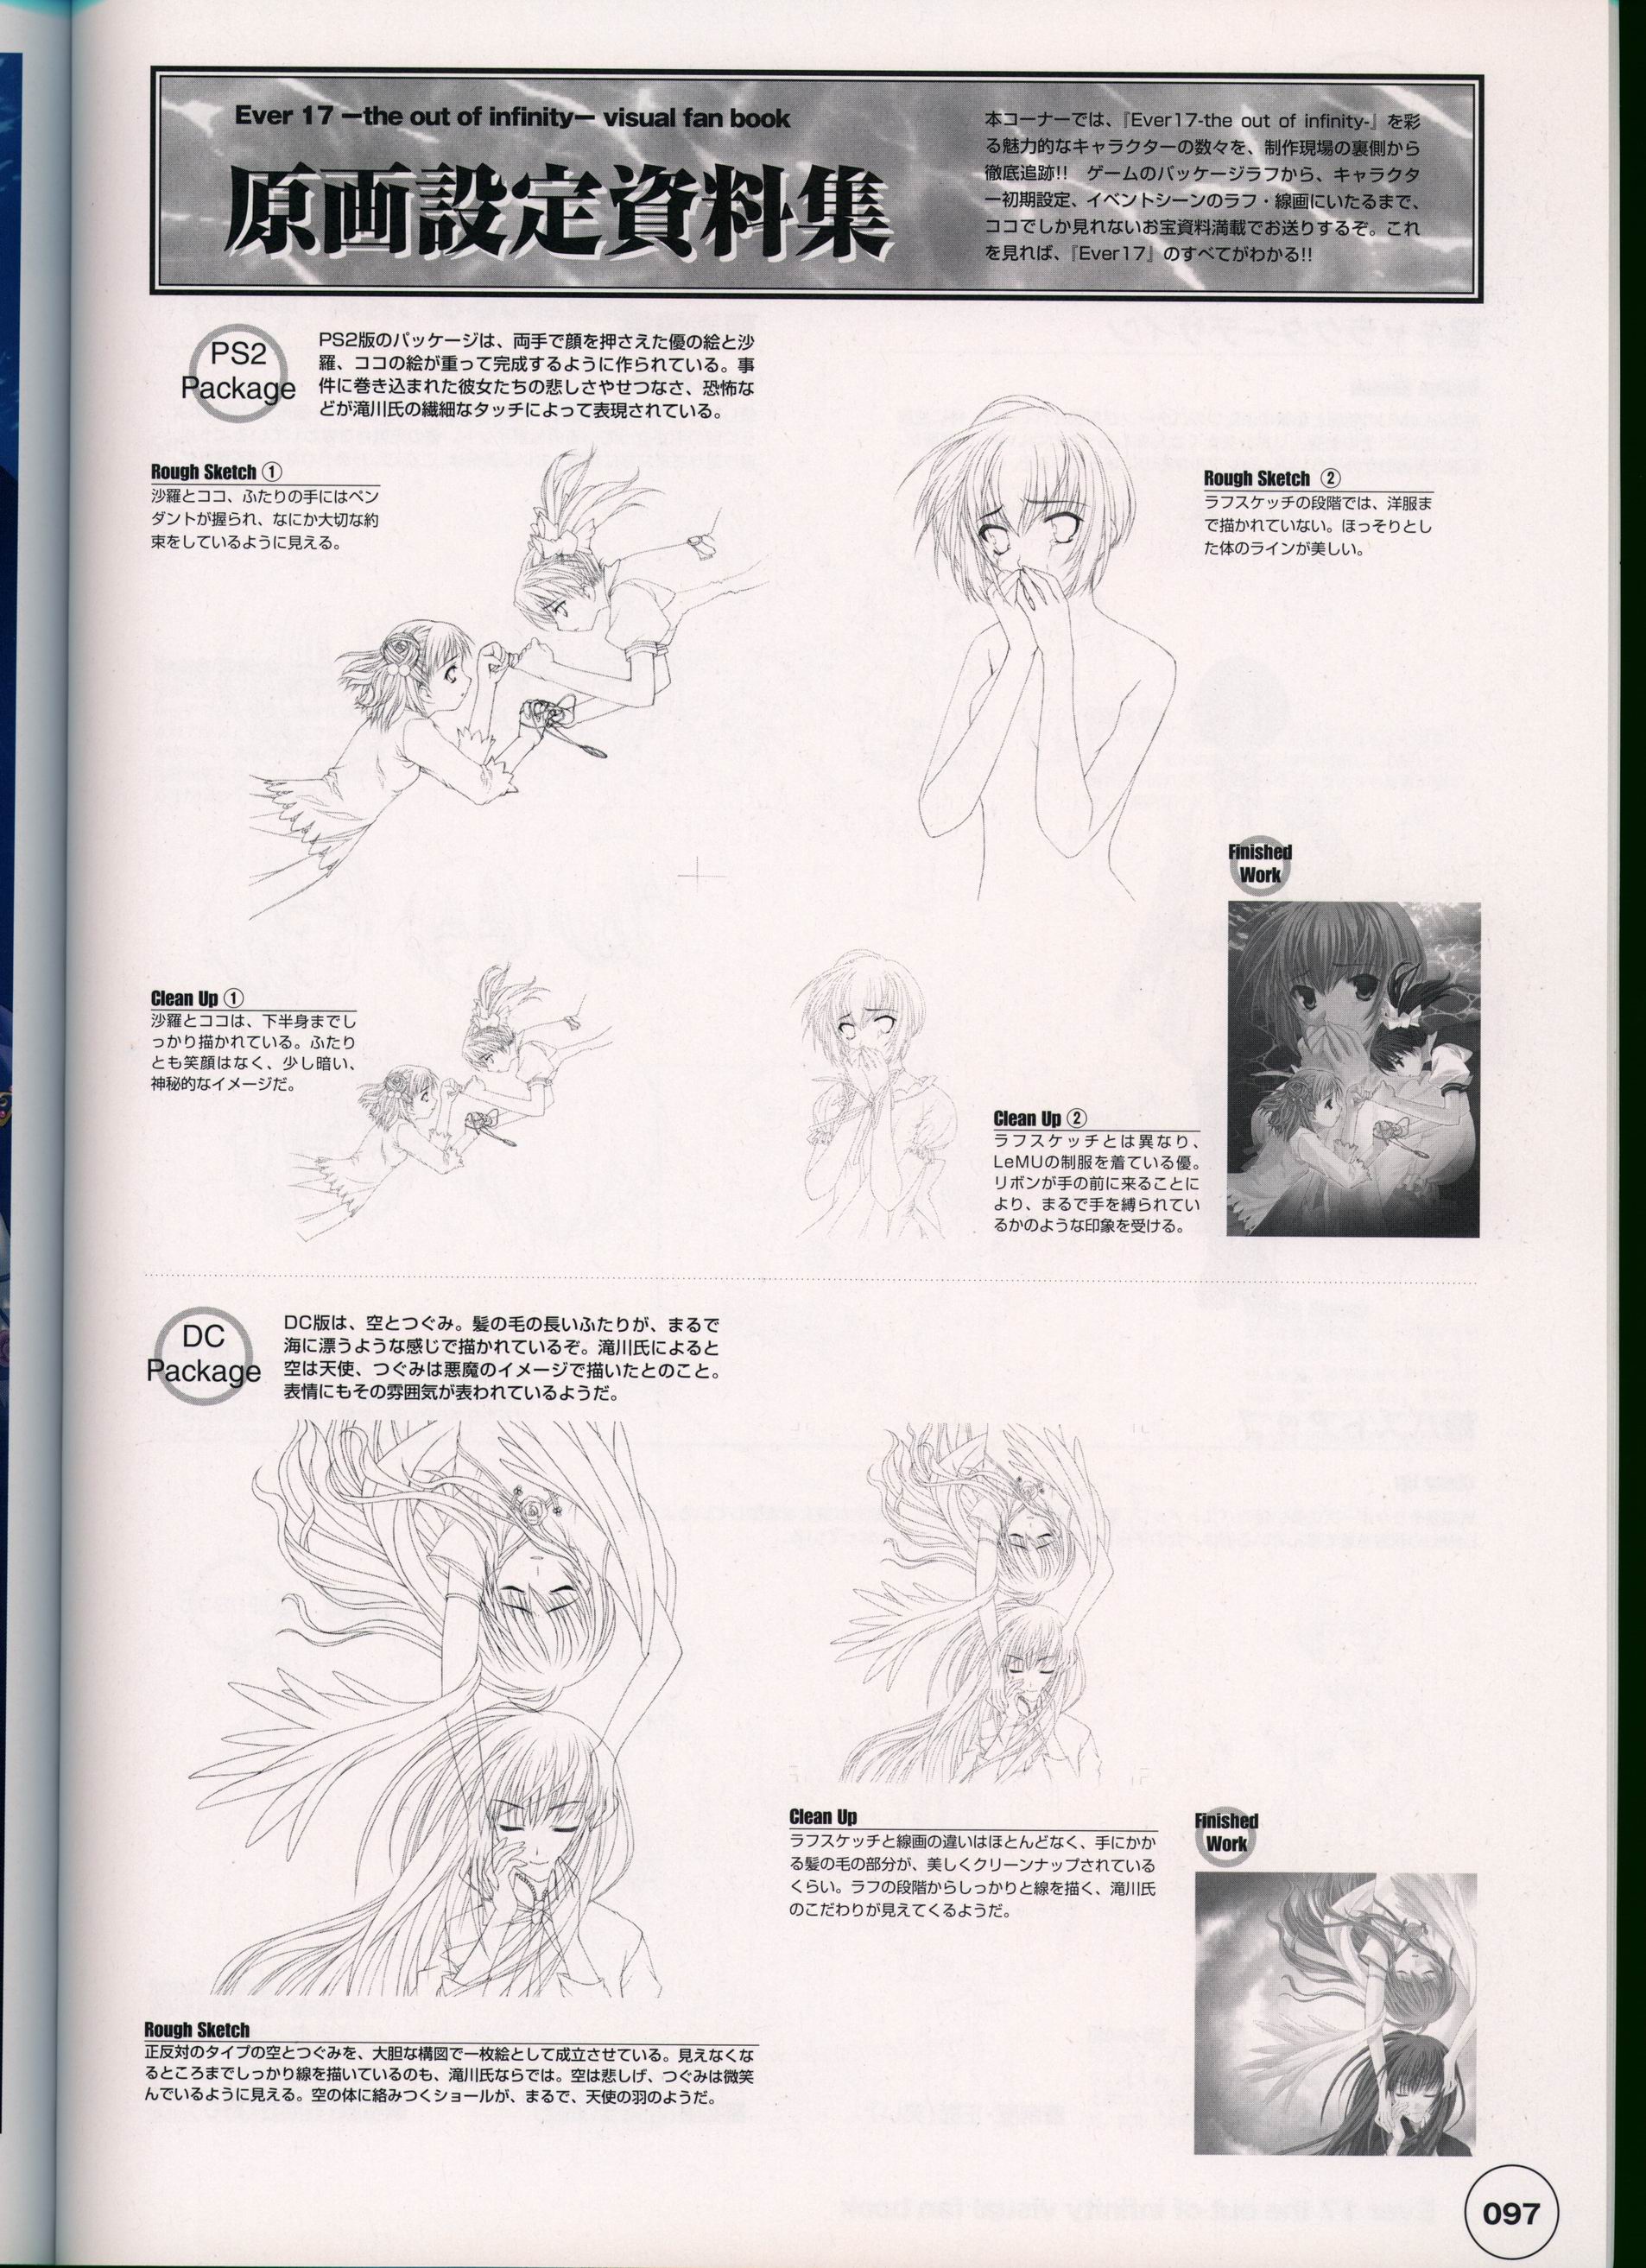 Ever 17 —the out of infinity— visual fan book
原画設定資料集
本コーナーでは、『Ever17-the out of infinity-』を彩
る魅力的なキャラクターの数々を、制作現場の裏側から
徹底追跡!!　ゲームのパッケージラフから、キャラクタ
ー初期設定、イベントシーンのラフ・線画にいたるまで、
ココでしか見れないお宝資料満載でお送りするぞ。これ
を見れば、『Ever17』のすべてがわかる!!
PS2
Package
PS2版のパッケージは、両手で顔を押さえた優の絵と沙
羅、ココの絵が重って完成するように作られている。事
件に巻き込まれた彼女たちの悲しさやせつなさ、恐怖な
どが滝川氏の繊細なタッチによって表現されている。
Rough Sketch ①
沙羅とココ、ふたりの手にはペン
ダントが握られ、なにか大切な約
束をしているように見える。
Rough Sketch ②
ラフスケッチの段階では、洋服ま
で描かれていない。ほっそりとし
た体のラインが美しい。
Finished
Work
Clean Up ①
沙羅とココは、下半身までし
っかり描かれている。ふたり
とも笑顔はなく、少し暗い、
神秘的なイメージだ。
Clean Up ②
ラフスケッチとは異なり、
LeMUの制服を着ている優。
リボンが手の前に来ることに
より、まるで手を縛られてい
るかのような印象を受ける。
DC
Package
DC版は、空とつぐみ。髪の毛の長いふたりが、まるで
海に漂うような感じで描かれているぞ。滝川氏によると
空は天使、つぐみは悪魔のイメージで描いたとのこと。
表情にもその雰囲気が表われているようだ。
Clean Up
ラフスケッチと線画の違いはほとんどなく、手にかか
る髪の毛の部分が、美しくクリーンナップされている
くらい。ラフの段階からしっかりと線を描く、滝川氏
のこだわりが見えてくるようだ。
Finished
Work
Rough Sketch
正反対のタイプの空とつぐみを、大胆な構図で一枚絵として成立させている。見えなくな
るところまでしっかり線を描いているのも、滝川氏ならでは。空は悲しげ、つぐみは微笑
んでいるように見える。空の体に絡みつくショールが、まるで、天使の羽のようだ。
097